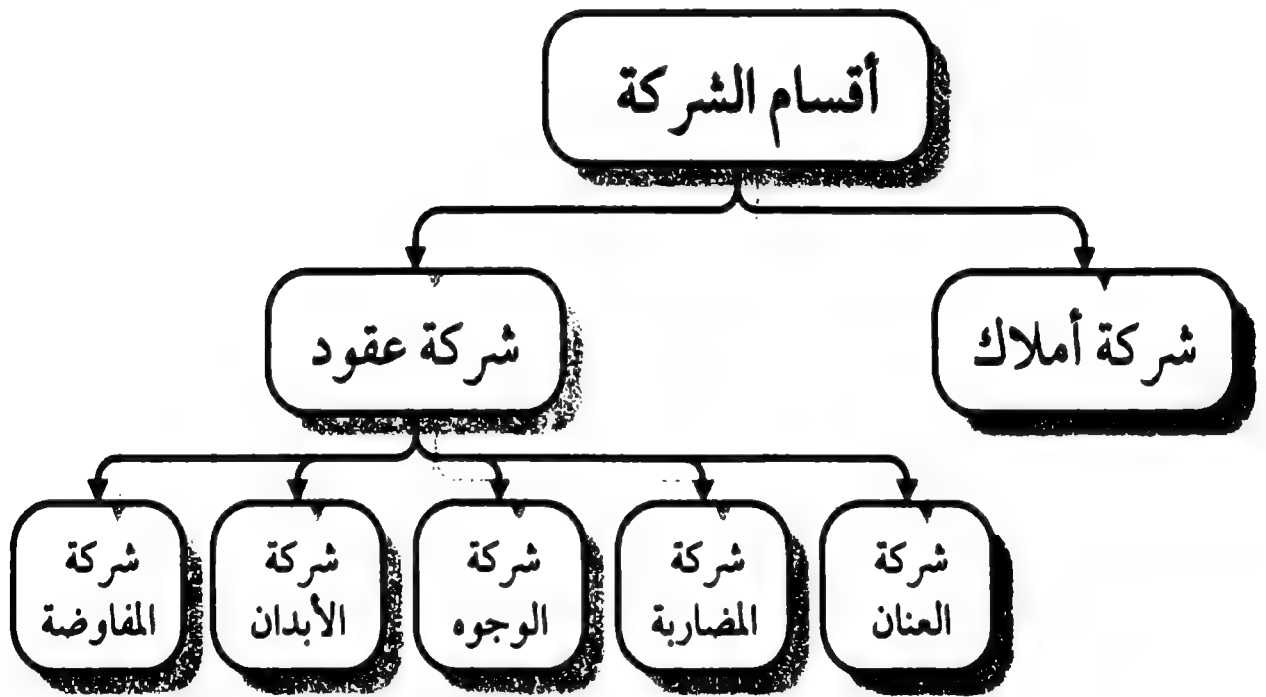 أقسام الشركة
شركة أملاك
شركة عقود
شركة
العنان
شركة
المضاربة
شركة
الوجوه
شركة
الأبدان
شركة
المفاوضة